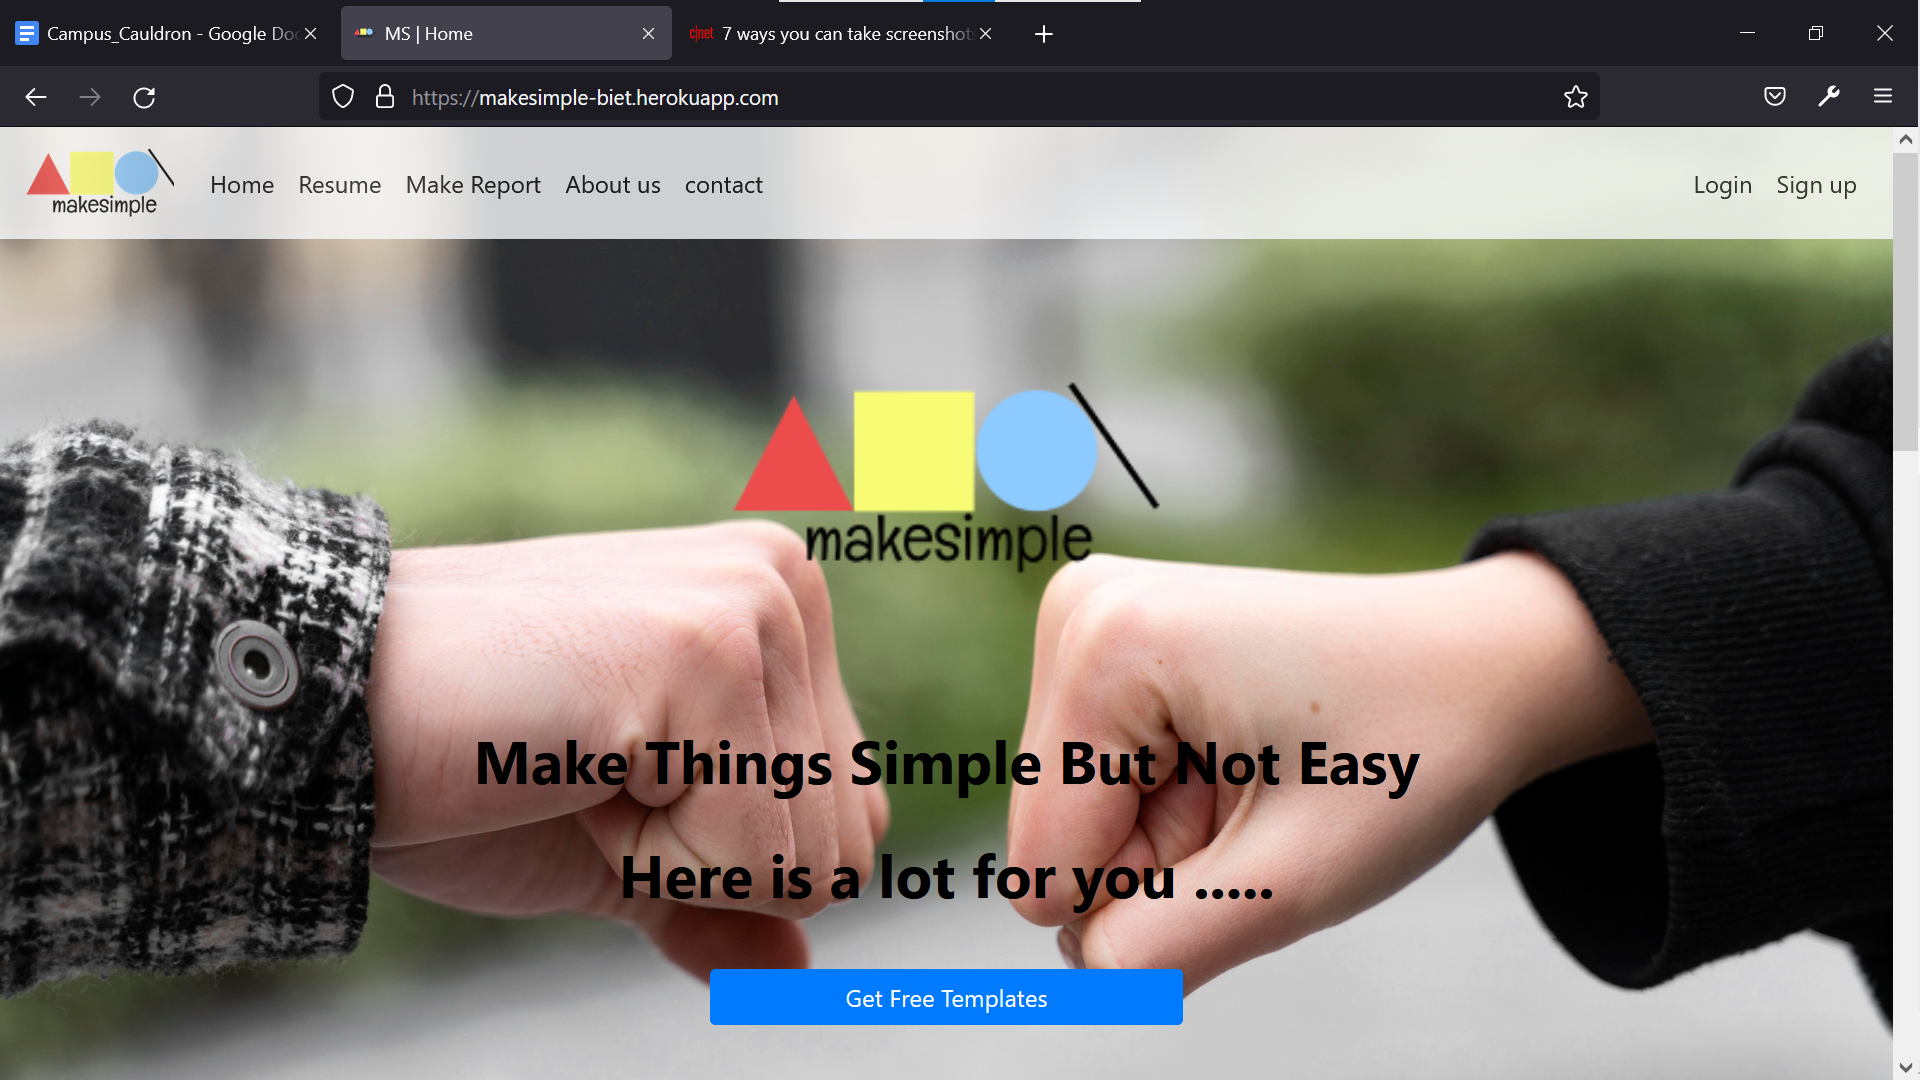 Campus_Cauldron - Google Doc
MS | Home
c|net
7 ways you can take screenshots
https://makesimple-biet.herokuapp.com
makesimple
Home
Resume
Make Report
About us
contact
Login
Sign up
makesimple
Make Things Simple But Not Easy
Here is a lot for you .....
Get Free Templates